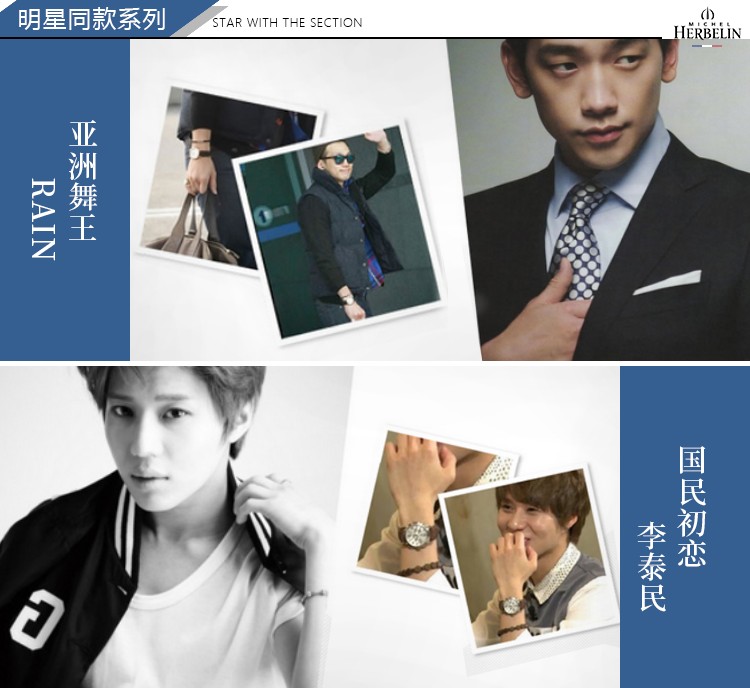 明星同款系列
STAR WITH THE SECTION
MICHEL
HERBELIN
亚洲舞王
RAIN
国民初恋
李泰民